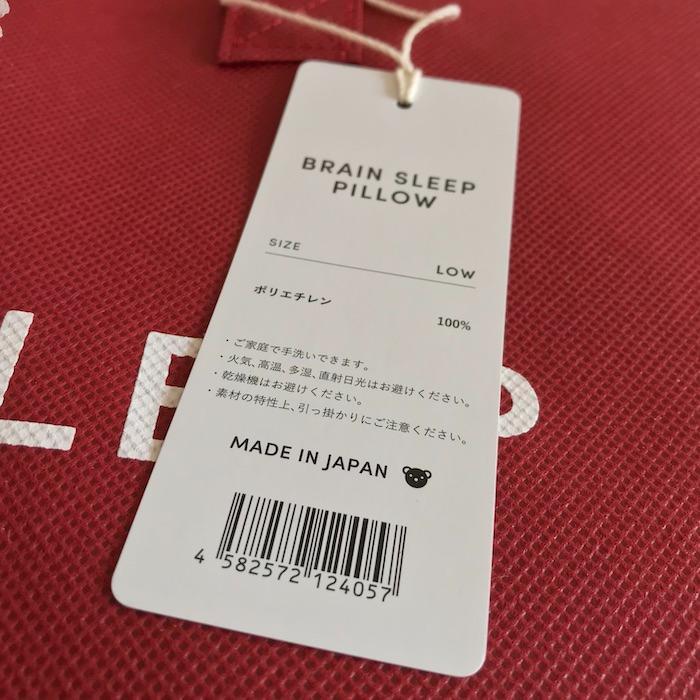 BRAIN SLEEP
PILLOW
SIZE
LOW
ポリエチレン
100%
・ご家庭で手洗いできます。
・火気、高温、多湿、直射日光はお避けください。
・乾燥機はお避けください。
・素材の特性上、引っ掛かりにご注意ください。
MADE IN JAPAN
4 582572 124057
LE P